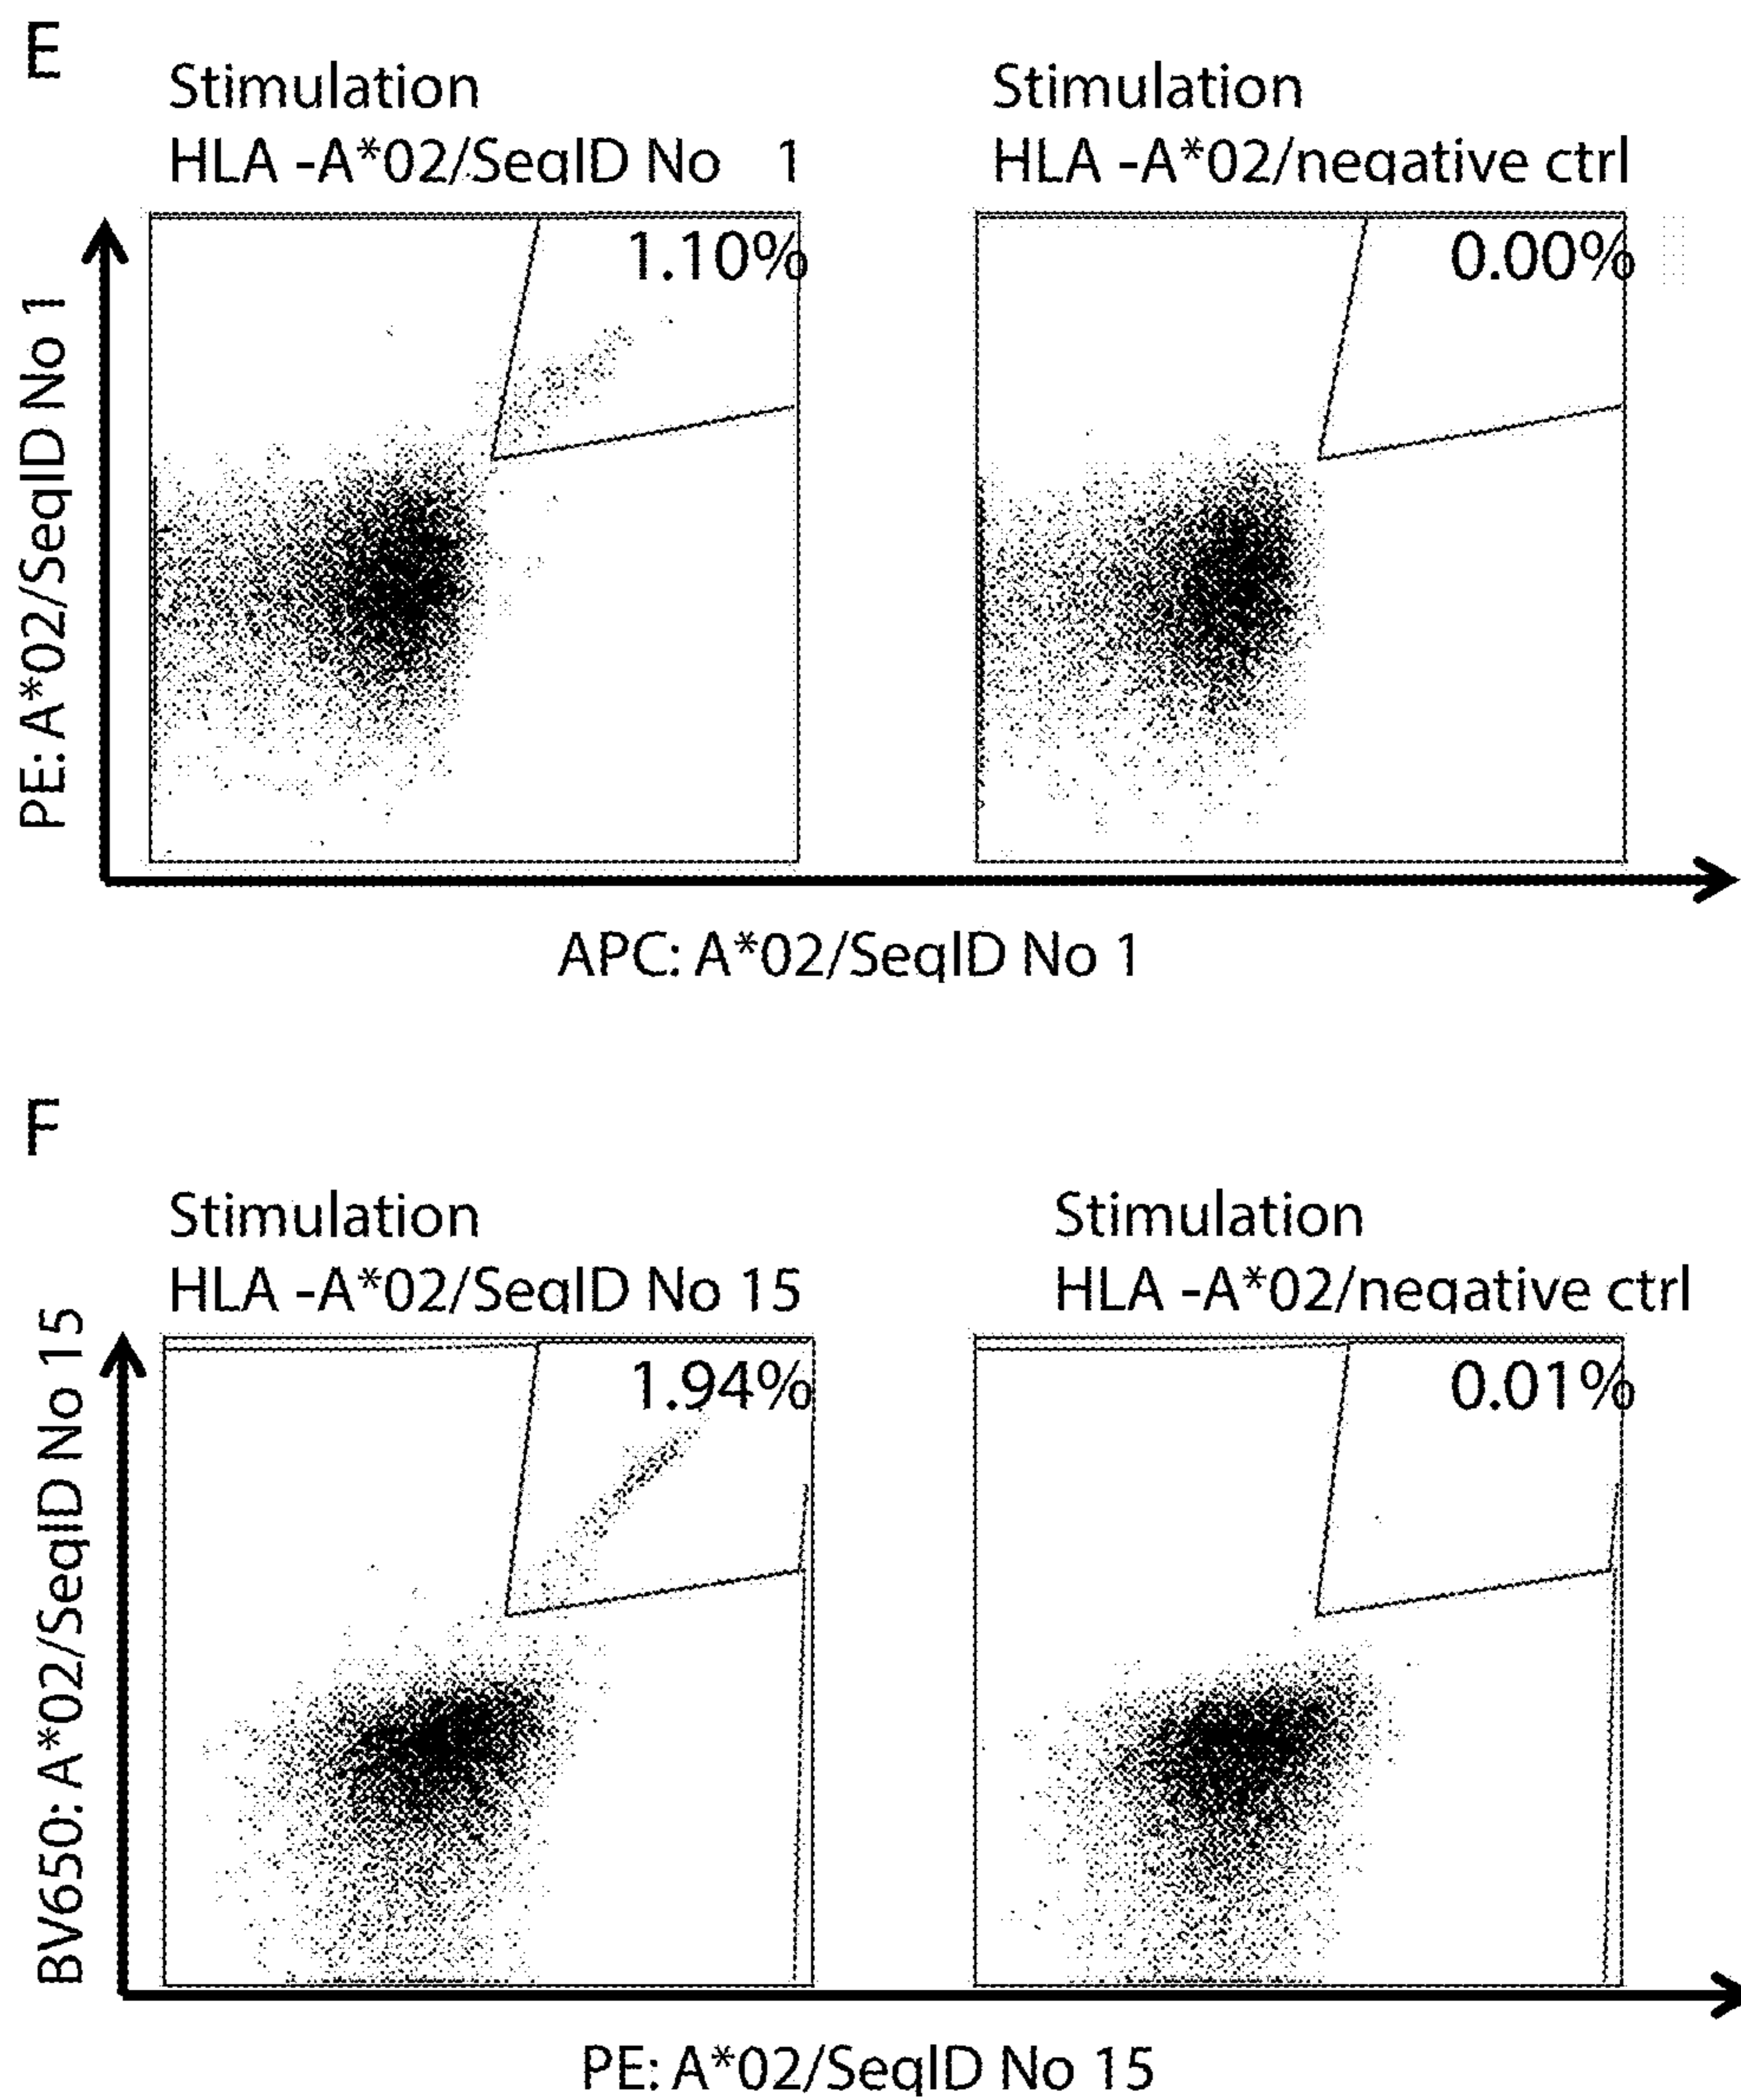 E
Stimulation
HLA -A*02/SeqID No 1
Stimulation
HLA -A*02/negative ctrl
1.10%
0.00%
PE: A*02/SeqID No 1
APC: A*02/SeqID No 1
F
Stimulation
HLA -A*02/SeqID No 15
Stimulation
HLA -A*02/negative ctrl
1.94%
0.01%
BV650: A*02/SeqID No 15
PE: A*02/SeqID No 15